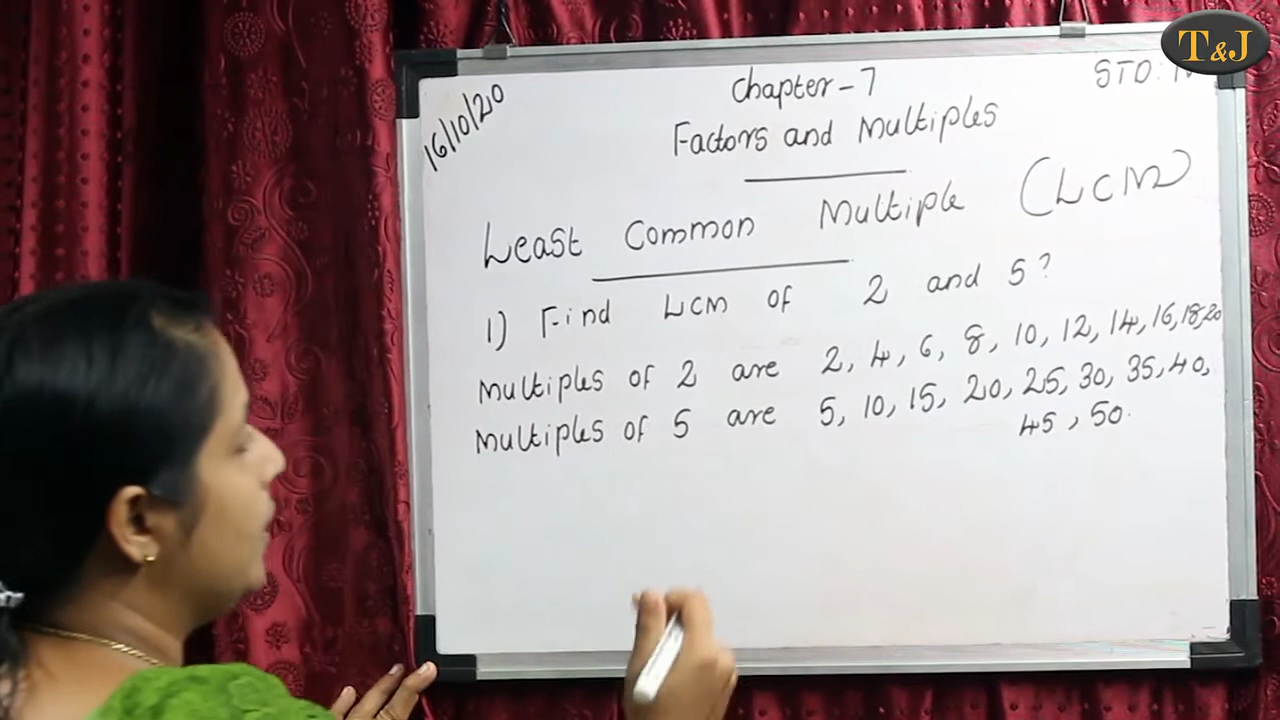 T&J
16/10/20
Chapter-7
STD:
Factors and Multiples
Least Common Multiple (LCM)
1) Find LCM of 2 and 5?
Multiples of 2 are 2, 4, 6, 8, 10, 12, 14, 16, 18, 20
Multiples of 5 are 5, 10, 15, 20, 25, 30, 35, 40,
45, 50.